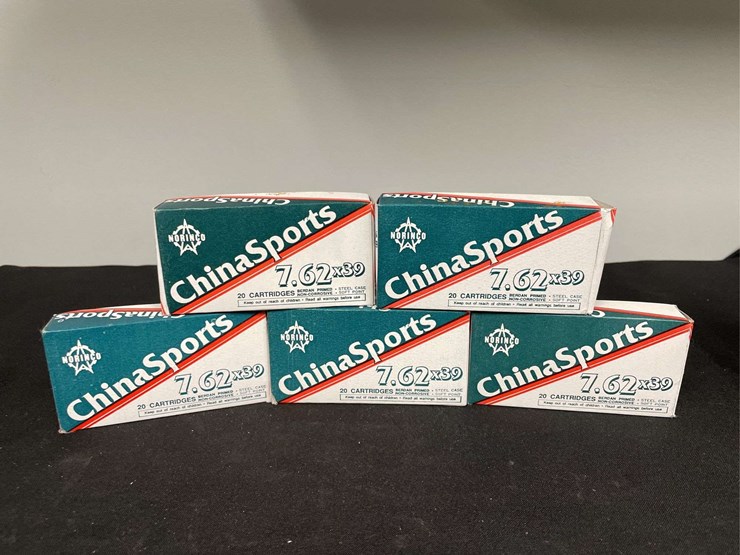 ChinaSports
NORINCO
ChinaSports
7.62x39
20 CARTRIDGES BERDAN PRIMED • STEEL CASE
NON-CORROSIVE • SOFT POINT
Keep out of reach of children • Read all warnings before use
ChinaSports
NORINCO
ChinaSports
7.62x39
20 CARTRIDGES BERDAN PRIMED • STEEL CASE
NON-CORROSIVE • SOFT POINT
Keep out of reach of children • Read all warnings before use
ChinaSports
NORINCO
ChinaSports
7.62x39
20 CARTRIDGES BERDAN PRIMED • STEEL CASE
NON-CORROSIVE • SOFT POINT
Keep out of reach of children • Read all warnings before use
NORINCO
ChinaSports
7.62x39
20 CARTRIDGES BERDAN PRIMED • STEEL CASE
NON-CORROSIVE • SOFT POINT
Keep out of reach of children • Read all warnings before use
NORINCO
ChinaSports
7.62x39
20 CARTRIDGES BERDAN PRIMED • STEEL CASE
NON-CORROSIVE • SOFT POINT
Keep out of reach of children • Read all warnings before use